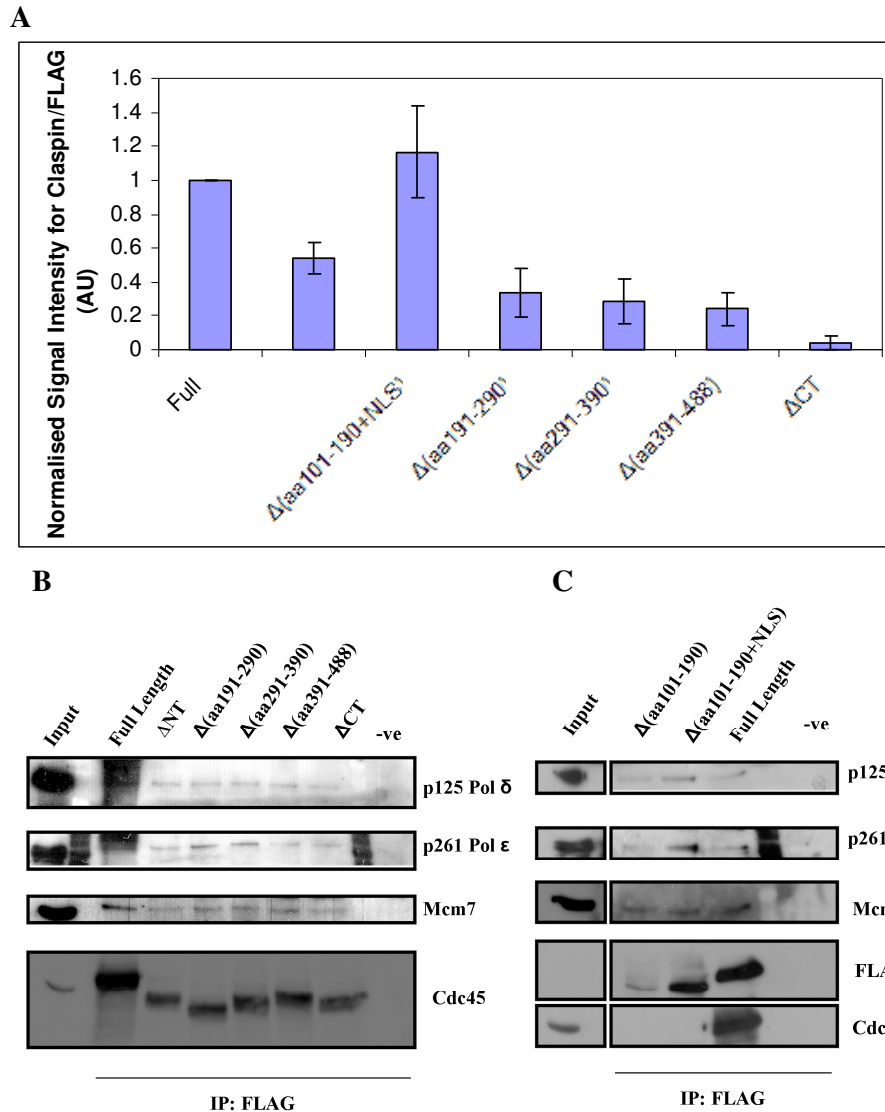 A
Normalised Signal Intensity for Claspin/FLAG
(AU)
1.6
1.4
1.2
1
0.8
0.6
0.4
0.2
0
Full
Δ(aa101-190+NLS)
Δ(aa191-290)
Δ(aa291-390)
Δ(aa391-488)
ΔCT
B
Input
Full Length
ΔNT
Δ(aa191-290)
Δ(aa291-390)
Δ(aa391-488)
ΔCT
-ve
p125 Pol δ
p261 Pol ε
Mcm7
Cdc45
IP: FLAG
C
Input
Δ(aa101-190)
Δ(aa101-190+NLS)
Full Length
-ve
p125
p261
Mcm
FLA
Cdc
IP: FLAG